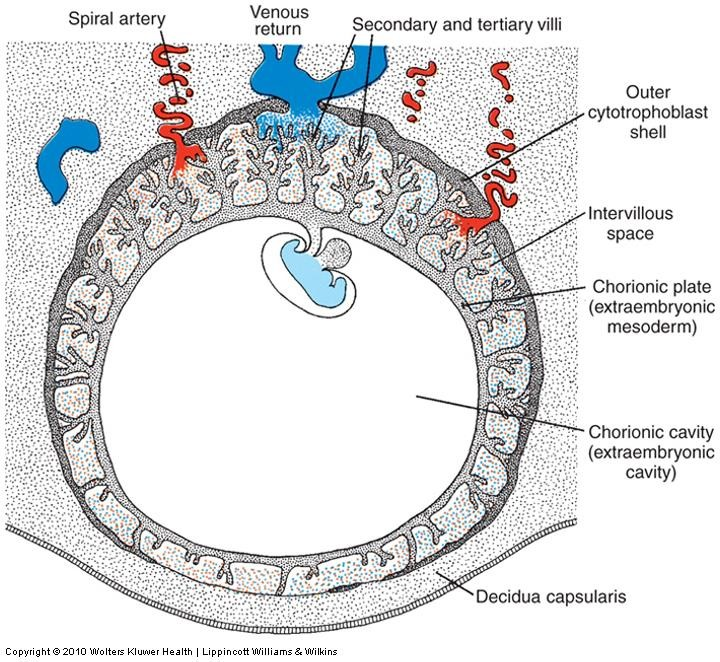 Spiral artery
Venous
return
Secondary and tertiary villi
Outer
cytotrophoblast
shell
Intervillous
space
Chorionic plate
(extraembryonic
mesoderm)
Chorionic cavity
(extraembryonic
cavity)
Decidua capsularis
Copyright © 2010 Wolters Kluwer Health | Lippincott Williams & Wilkins